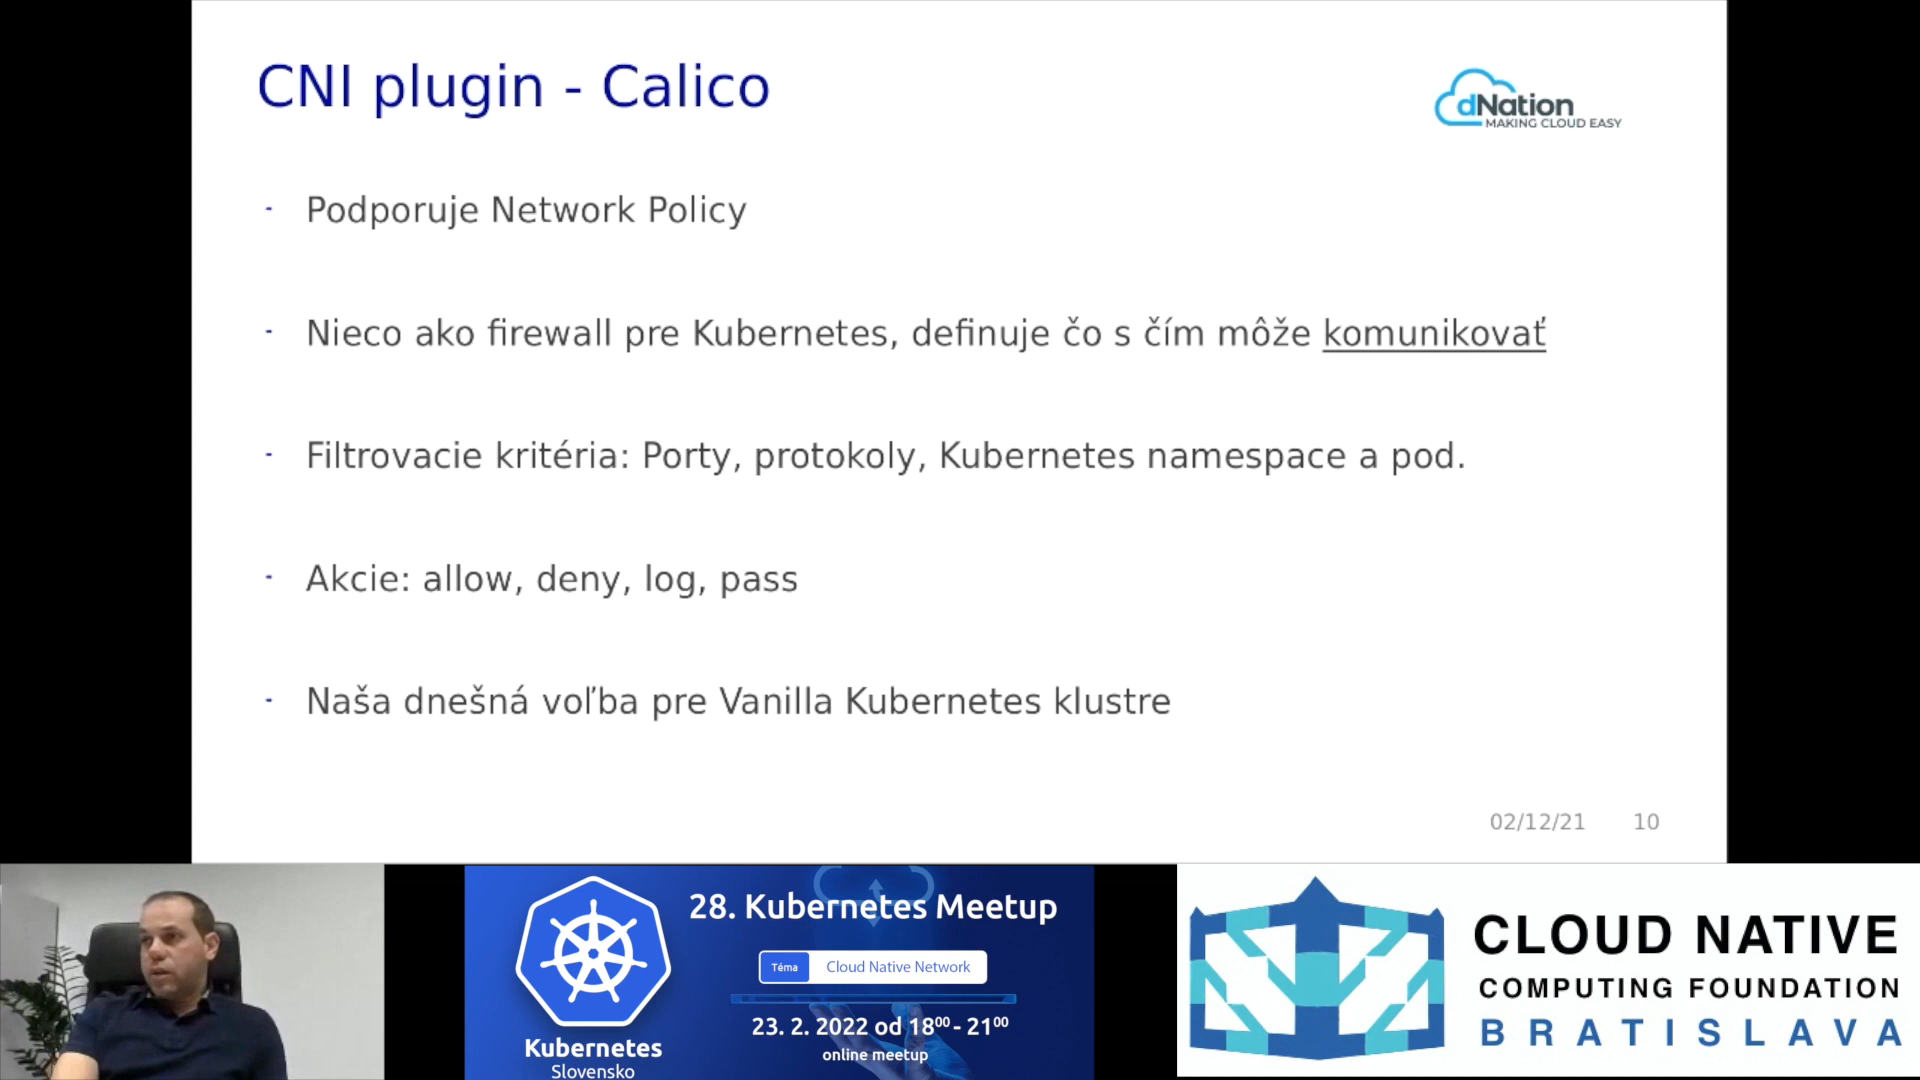 CNI plugin - Calico
dNation
MAKING CLOUD EASY
- Podporuje Network Policy
- Nieco ako firewall pre Kubernetes, definuje čo s čím môže komunikovať
- Filtrovacie kritéria: Porty, protokoly, Kubernetes namespace a pod.
- Akcie: allow, deny, log, pass
- Naša dnešná voľba pre Vanilla Kubernetes klustre
02/12/21 10
28. Kubernetes Meetup
Téma Cloud Native Network
23. 2. 2022 od 18⁰⁰ - 21⁰⁰
online meetup
Kubernetes
Slovensko
CLOUD NATIVE
COMPUTING FOUNDATION
BRATISLAVA